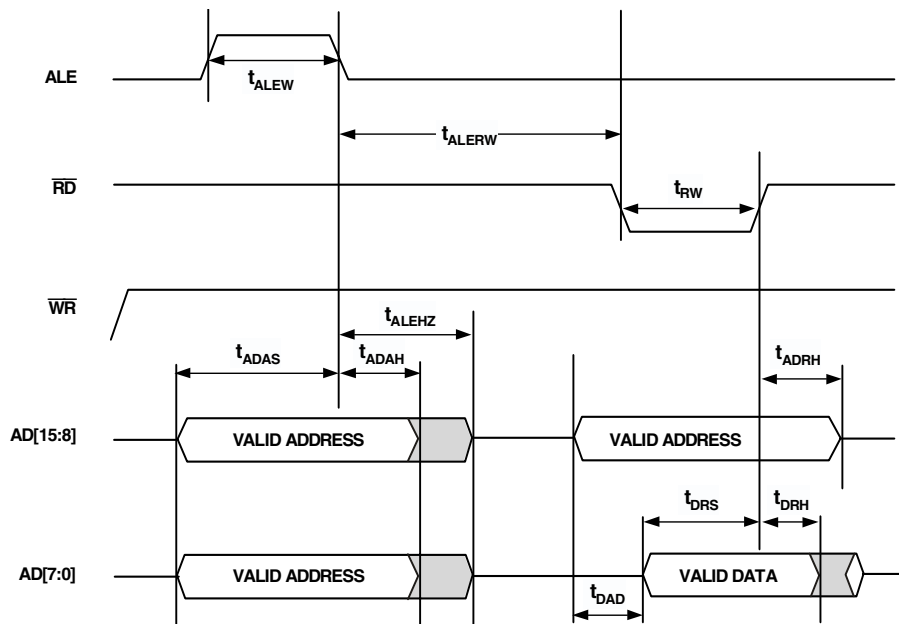 ALE
tALEW
tALERW
RD
tRW
WR
tALEHZ
tADAS
tADAH
tADRH
AD[15:8]
VALID ADDRESS
VALID ADDRESS
tDRS
tDRH
AD[7:0]
VALID ADDRESS
VALID DATA
tDAD